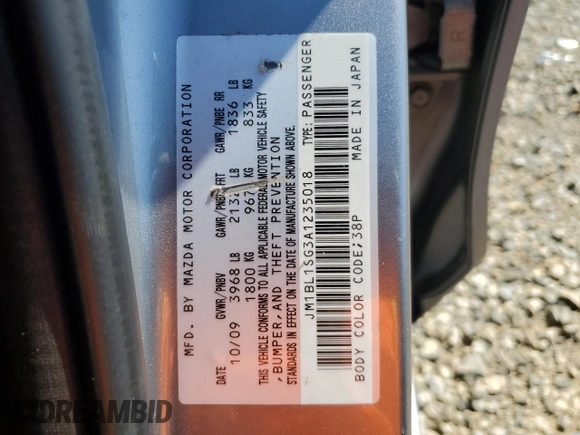 MFD. BY MAZDA MOTOR CORPORATION
GVWR/PNBV GAWR/PNBE FRT GAWR/PNBE RR
DATE 3968 LB LB 1836 LB
10/09 1800 KG KG 833 KG
THIS VEHICLE CONFORMS TO ALL APPLICABLE FEDERAL MOTOR VEHICLE SAFETY
, BUMPER, AND THEFT PREVENTION
STANDARDS IN EFFECT ON THE DATE OF MANUFACTURE SHOWN ABOVE.
JM1BL1SG3A1235018 TYPE: PASSENGER
BODY COLOR CODE;38P MADE IN JAPAN
R
DREAMBID